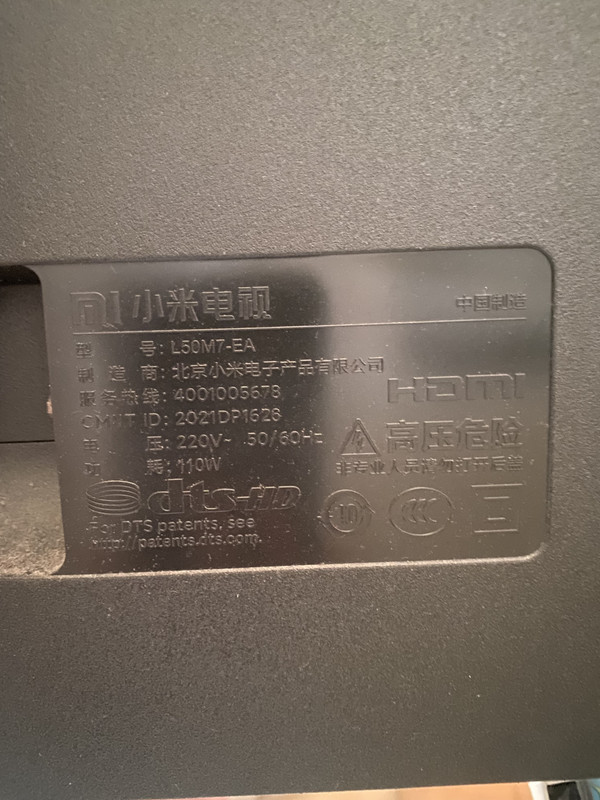 小米电视
中国制造
型 号: L50M7-EA
制 造 商: 北京小米电子产品有限公司
服务热线: 4001005678
CMIIT ID: 2021DP1626
电 压: 220V~ 50/60Hz
功 耗: 110W
HDMI
高压危险
非专业人员请勿打开后盖
dts-HD
For DTS patents, see
http://patents.dts.com.
10
CCC